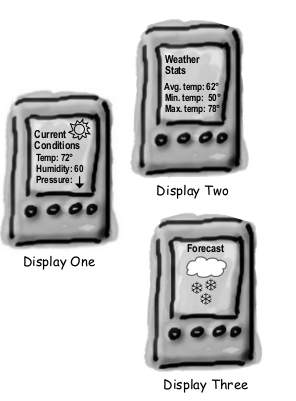 Current
Conditions
Temp: 72°
Humidity: 60
Pressure:
Display One
Weather
Stats
Avg. temp: 62°
Min. temp: 50°
Max. temp: 78°
Display Two
Forecast
Display Three